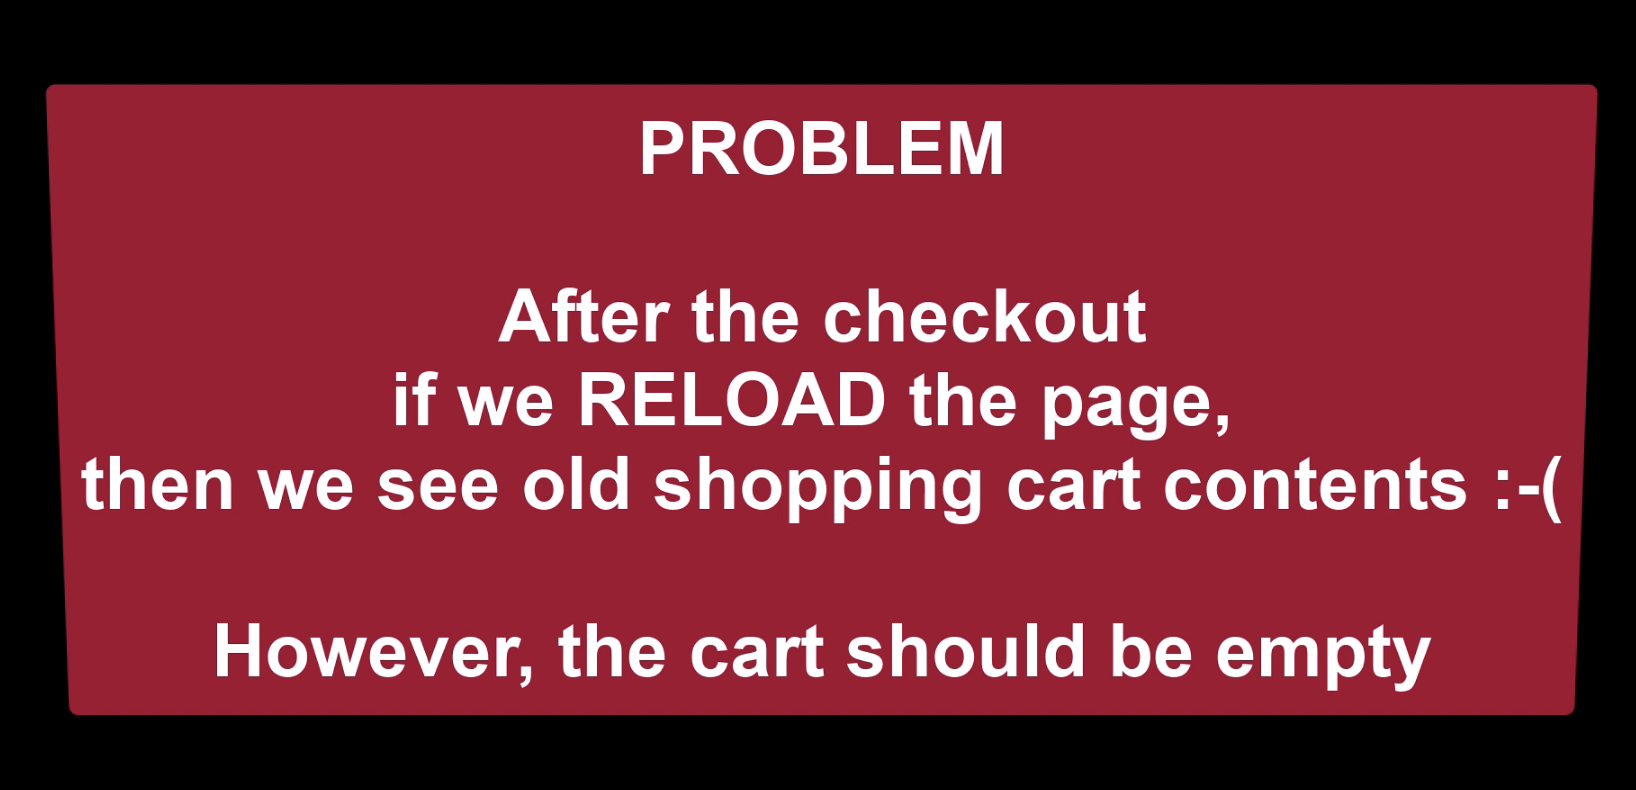 PROBLEM
After the checkout
if we RELOAD the page,
then we see old shopping cart contents :-(
However, the cart should be empty